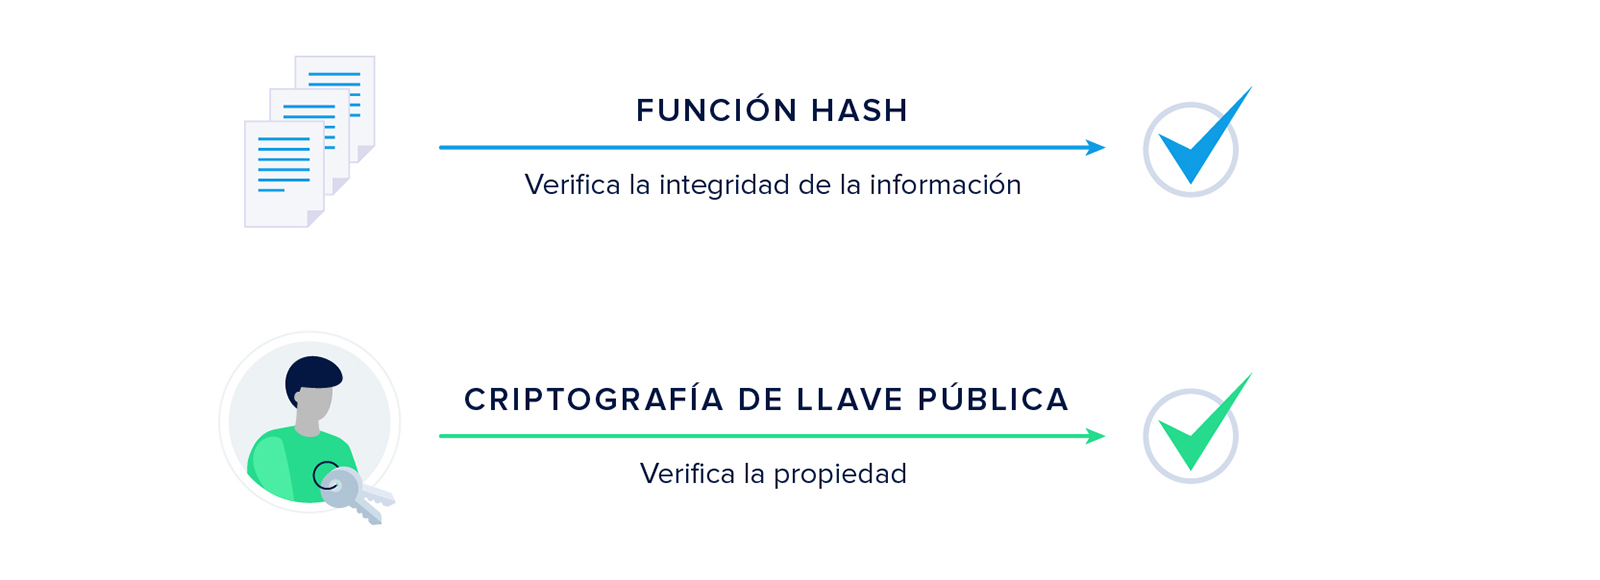 FUNCIÓN HASH
Verifica la integridad de la información
CRIPTOGRAFÍA DE LLAVE PÚBLICA
Verifica la propiedad